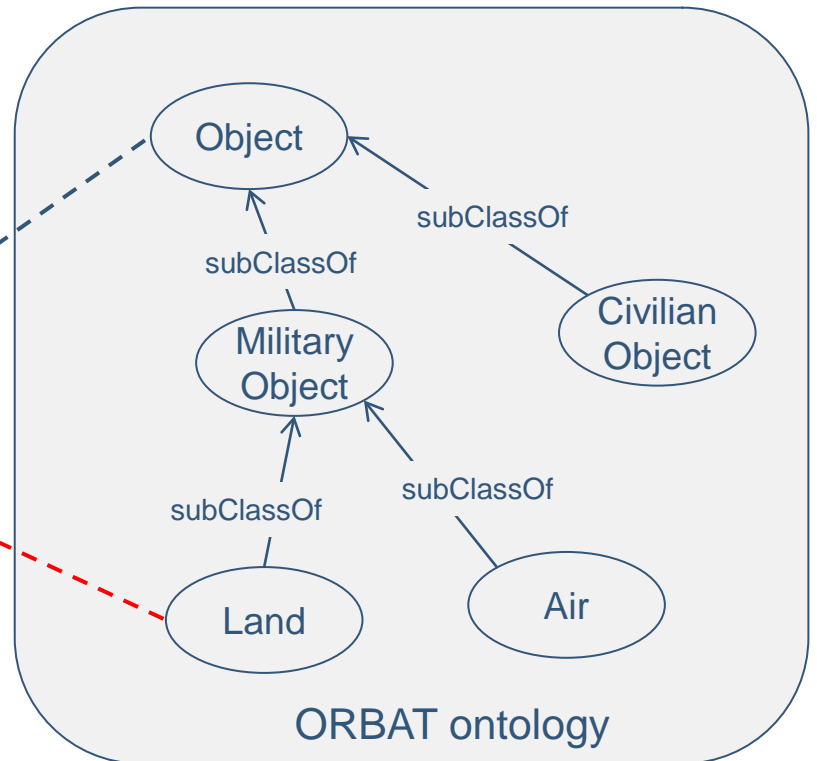 Object
subClassOf
subClassOf
Civilian
Object
Military
Object
subClassOf
subClassOf
Land
Air
ORBAT ontology